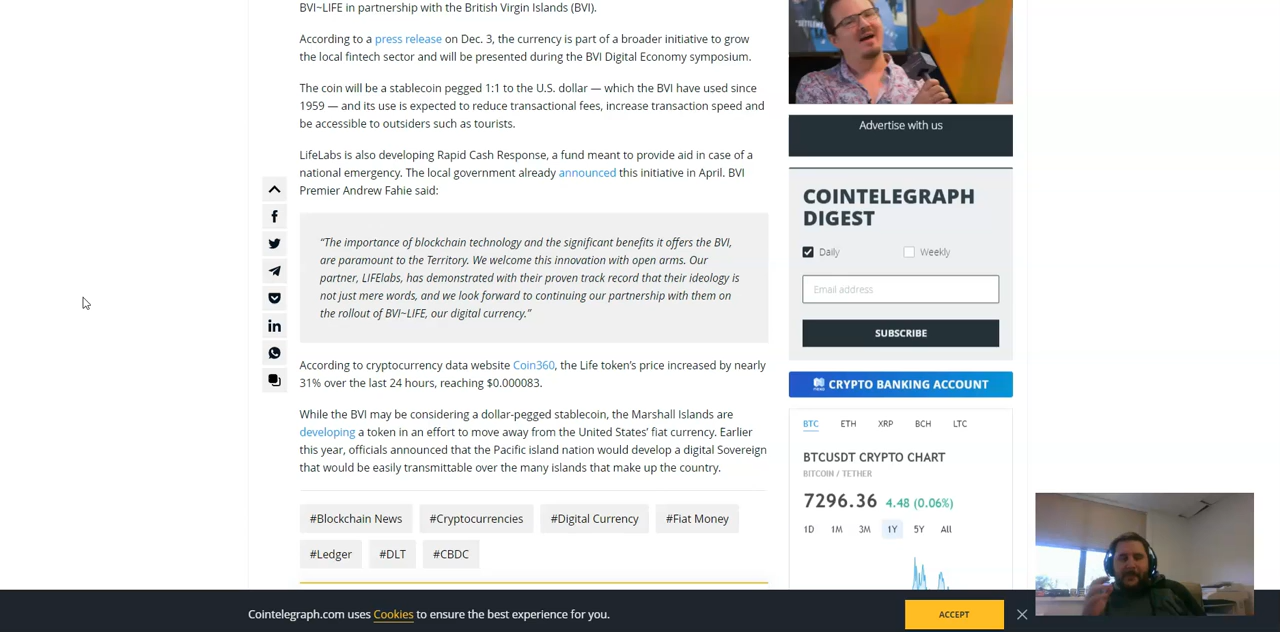 BVI~LIFE in partnership with the British Virgin Islands (BVI).
According to a press release on Dec. 3, the currency is part of a broader initiative to grow
the local fintech sector and will be presented during the BVI Digital Economy symposium.
The coin will be a stablecoin pegged 1:1 to the U.S. dollar — which the BVI have used since
1959 — and its use is expected to reduce transactional fees, increase transaction speed and
be accessible to outsiders such as tourists.
LifeLabs is also developing Rapid Cash Response, a fund meant to provide aid in case of a
national emergency. The local government already announced this initiative in April. BVI
Premier Andrew Fahie said:
“The importance of blockchain technology and the significant benefits it offers the BVI,
are paramount to the Territory. We welcome this innovation with open arms. Our
partner, LIFElabs, has demonstrated with their proven track record that their ideology is
not just mere words, and we look forward to continuing our partnership with them on
the rollout of BVI~LIFE, our digital currency.”
According to cryptocurrency data website Coin360, the Life token’s price increased by nearly
31% over the last 24 hours, reaching $0.000083.
While the BVI may be considering a dollar-pegged stablecoin, the Marshall Islands are
developing a token in an effort to move away from the United States’ fiat currency. Earlier
this year, officials announced that the Pacific island nation would develop a digital Sovereign
that would be easily transmittable over the many islands that make up the country.
#Blockchain News #Cryptocurrencies #Digital Currency #Fiat Money
#Ledger #DLT #CBDC
Advertise with us
COINTELEGRAPH
DIGEST
Daily Weekly
Email address
SUBSCRIBE
CRYPTO BANKING ACCOUNT
BTC ETH XRP BCH LTC
BTCUSDT CRYPTO CHART
BITCOIN / TETHER
7296.36 4.48 (0.06%)
1D 1M 3M 1Y 5Y All
Cointelegraph.com uses Cookies to ensure the best experience for you.
ACCEPT